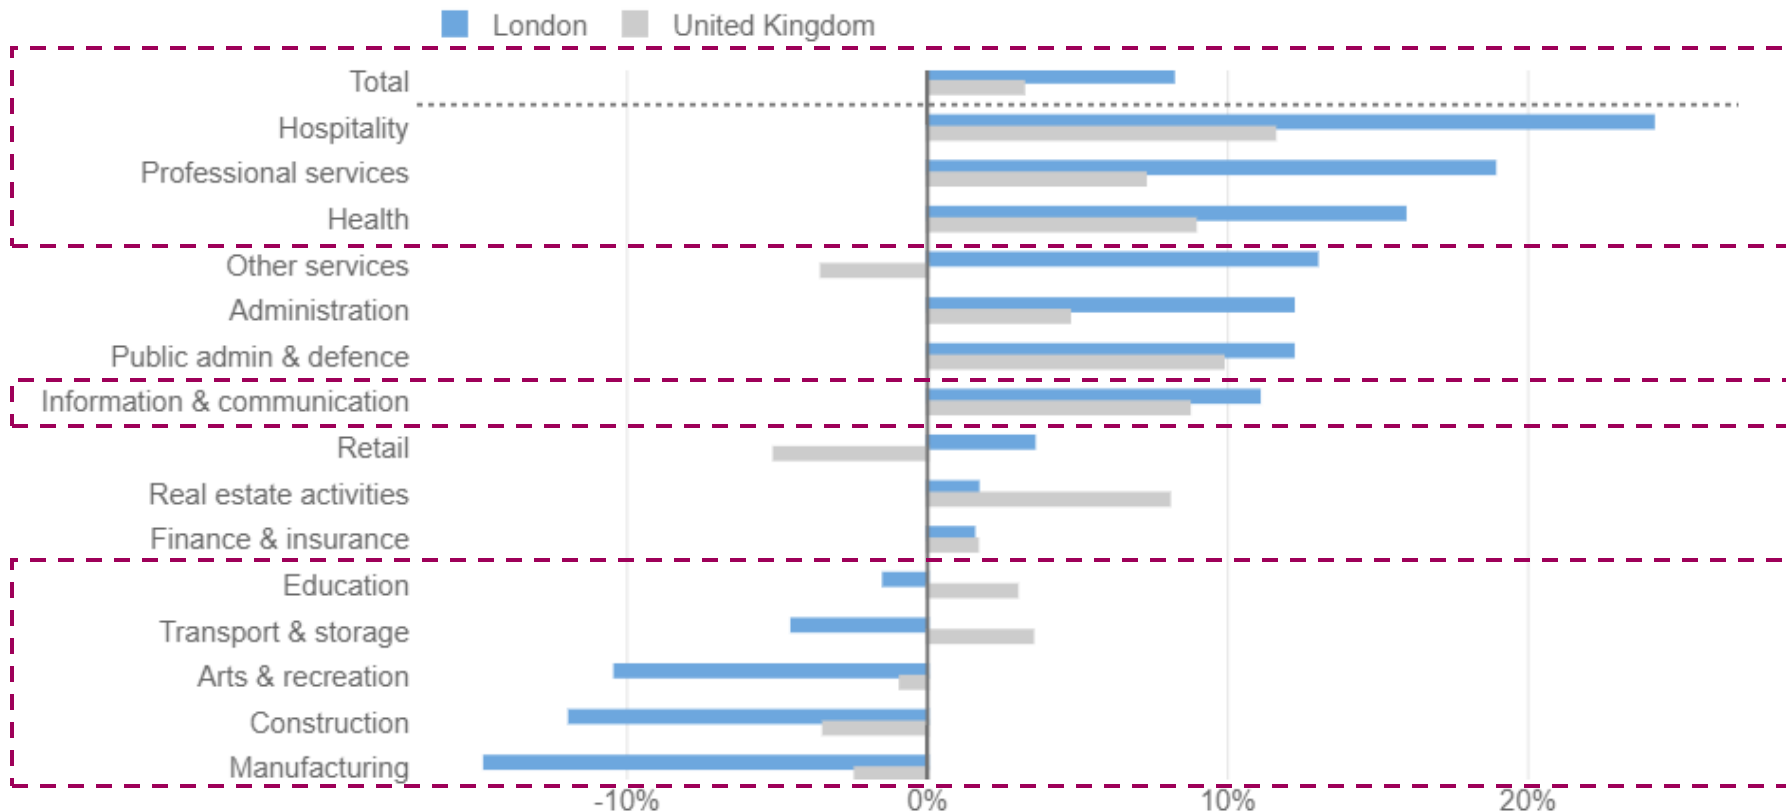 London United Kingdom
Total
Hospitality
Professional services
Health
Other services
Administration
Public admin & defence
Information & communication
Retail
Real estate activities
Finance & insurance
Education
Transport & storage
Arts & recreation
Construction
Manufacturing
-10% 0% 10% 20%